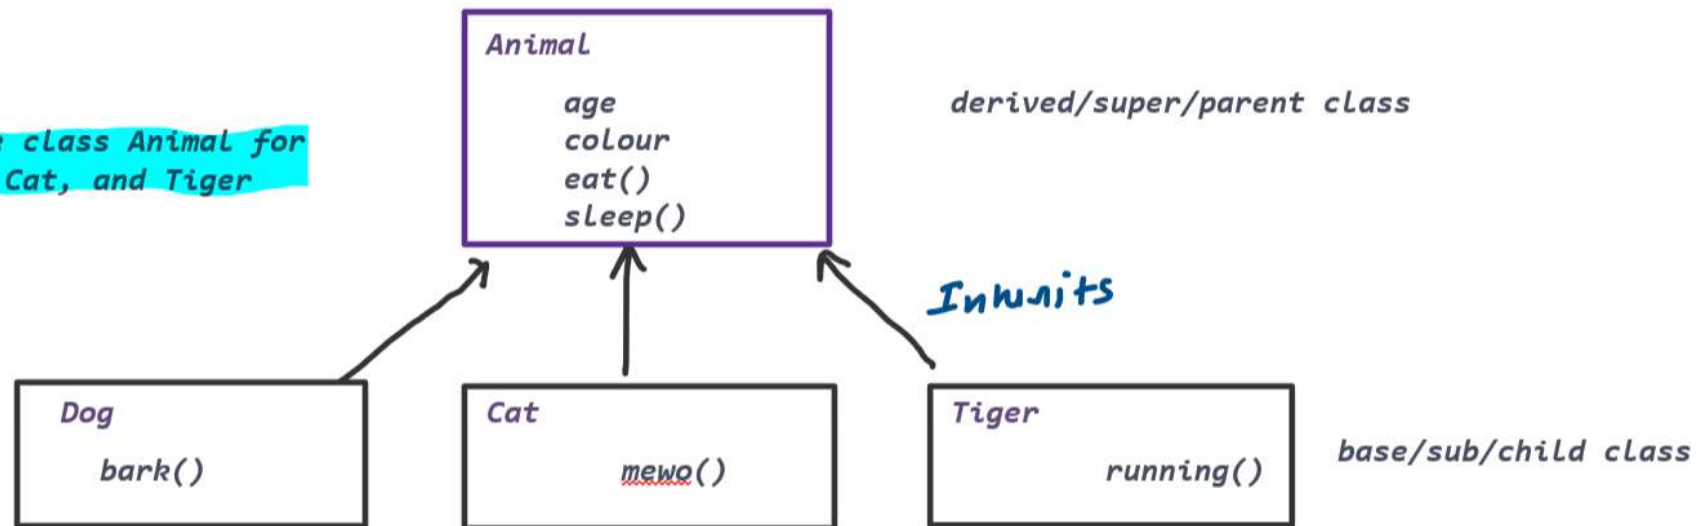 Animal
age
colour
eat()
sleep()
derived/super/parent class
class Animal for
Cat, and Tiger
Inhunits
Dog
bark()
Cat
mewo()
Tiger
running()
base/sub/child class